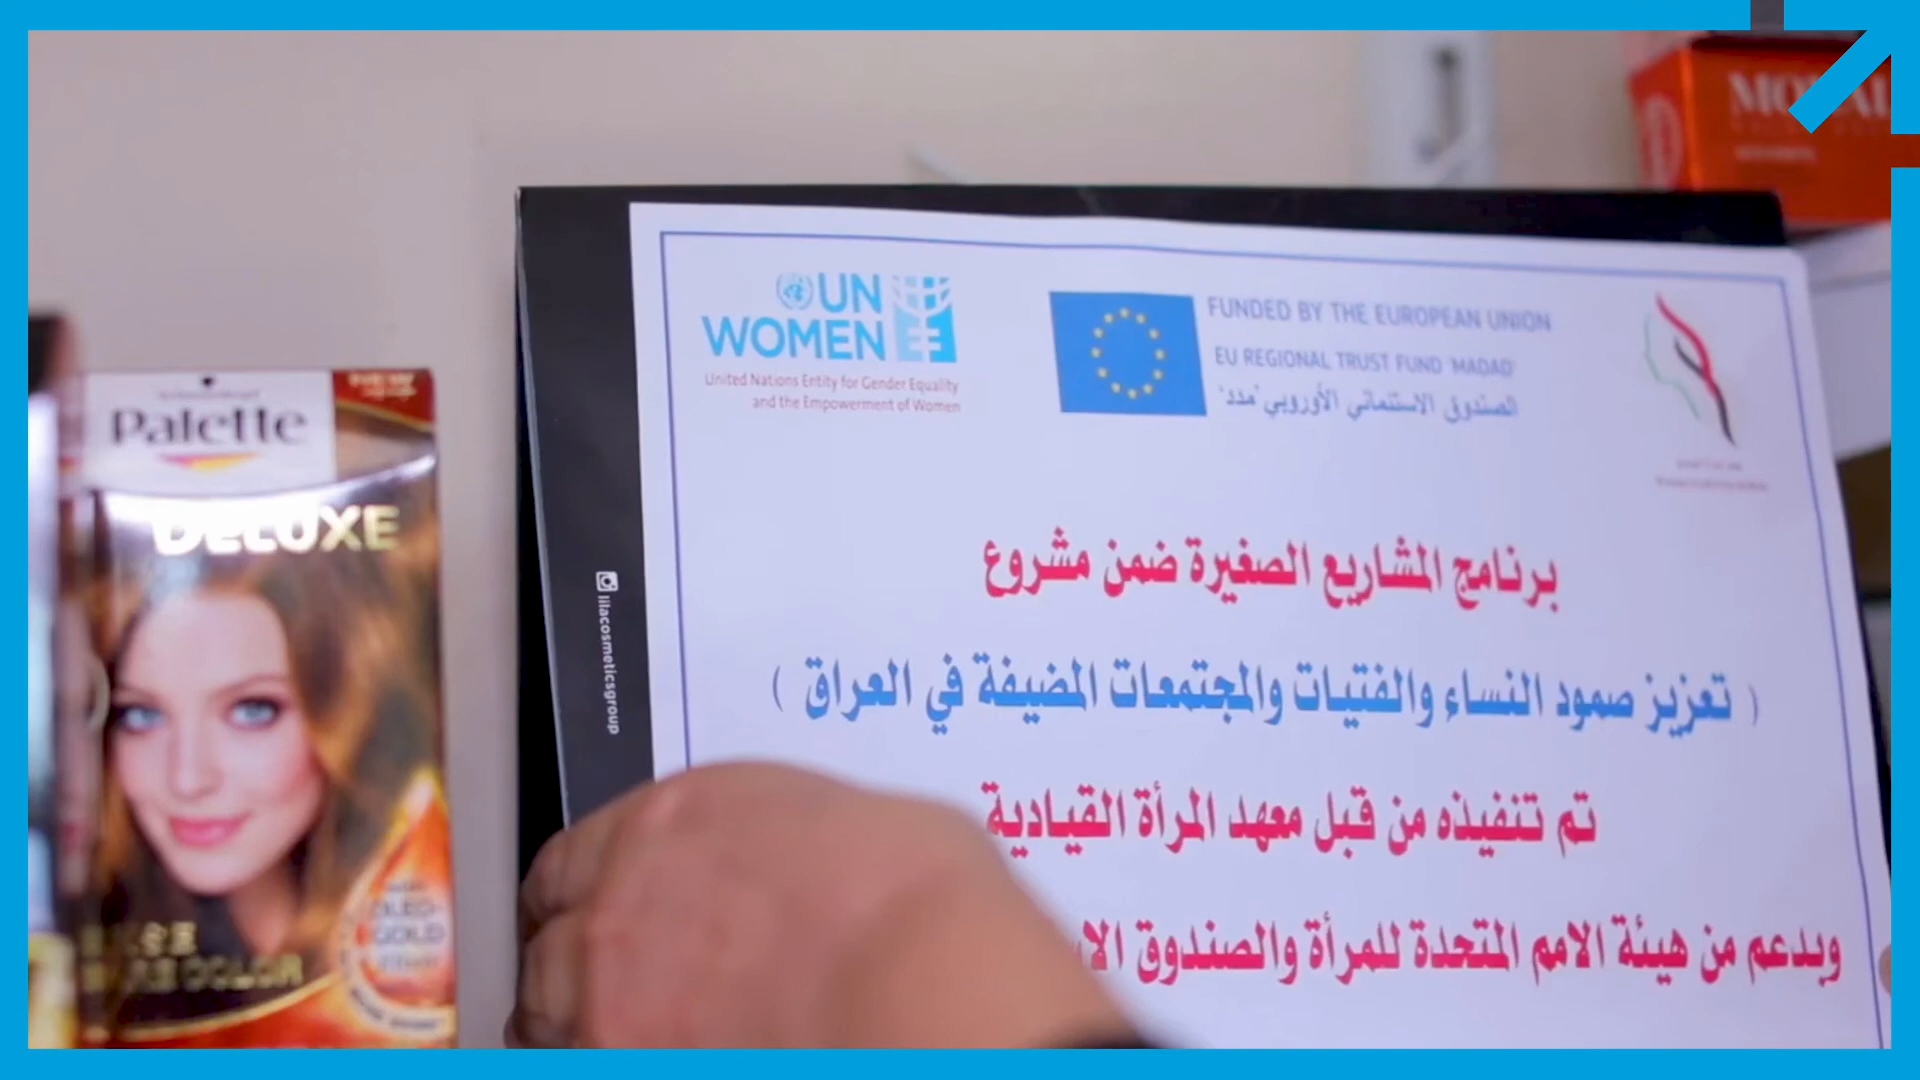 Palette
DELUXE
lilacosmeticsgroup
UN
WOMEN
United Nations Entity for Gender Equality
and the Empowerment of Women
FUNDED BY THE EUROPEAN UNION
EU REGIONAL TRUST FUND 'MADAD'
الصندوق الاستئماني الأوروبي "مدد"
برنامج المشاريع الصغيرة ضمن مشروع
( تعزيز صمود النساء والفتيات والمجتمعات المضيفة في العراق )
تم تنفيذه من قبل معهد المرأة القيادية
وبدعم من هيئة الامم المتحدة للمرأة والصندوق